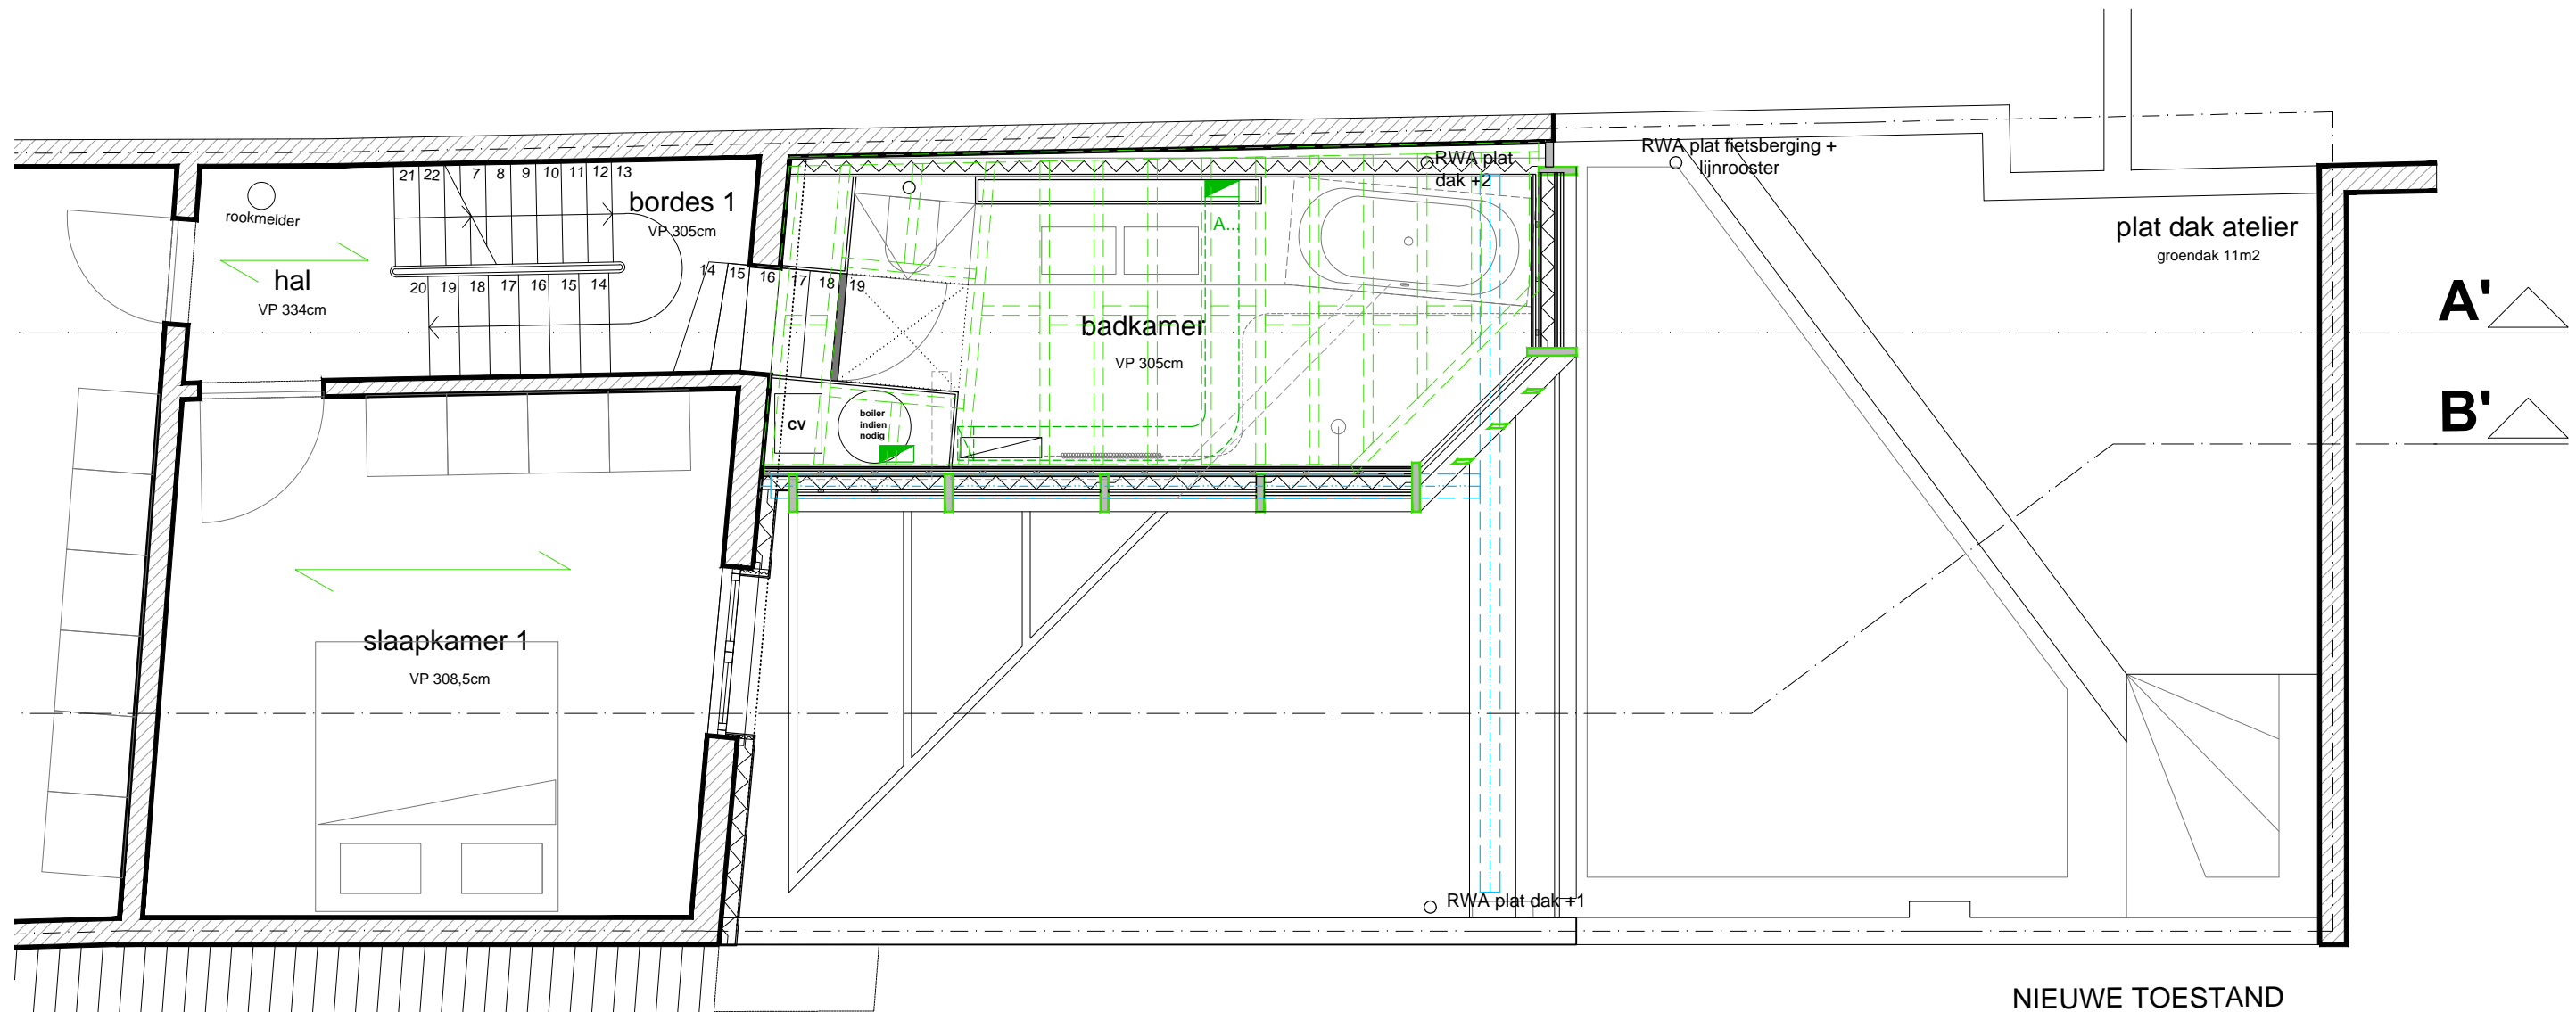 RWA plat fietsberging +
lijnrooster
RWA plat
dak +2
21 22 7 8 9 10 11 12 13
bordes 1
VP 305cm
rookmelder
hal
VP 334cm
A...
plat dak atelier
groendak 11m2
14 15 16 17 18 19
20 19 18 17 16 15 14
A'
badkamer
VP 305cm
B'
CV
boiler
indien
nodig
slaapkamer 1
VP 308,5cm
RWA plat dak +1
NIEUWE TOESTAND